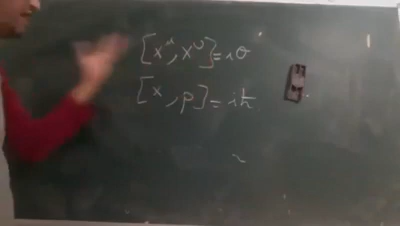 [x^μ, x^ν] = iθ
[x, p] = iℏ